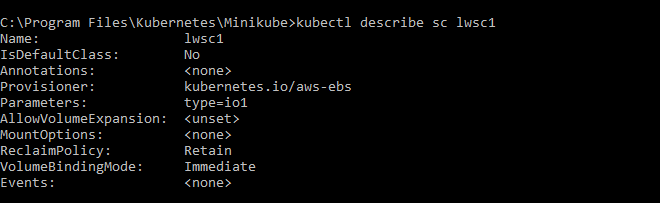 C:\Program Files\Kubernetes\Minikube>kubectl describe sc lwsc1
Name:                  lwsc1
IsDefaultClass:        No
Annotations:           <none>
Provisioner:           kubernetes.io/aws-ebs
Parameters:            type=io1
AllowVolumeExpansion:  <unset>
MountOptions:          <none>
ReclaimPolicy:         Retain
VolumeBindingMode:     Immediate
Events:                <none>